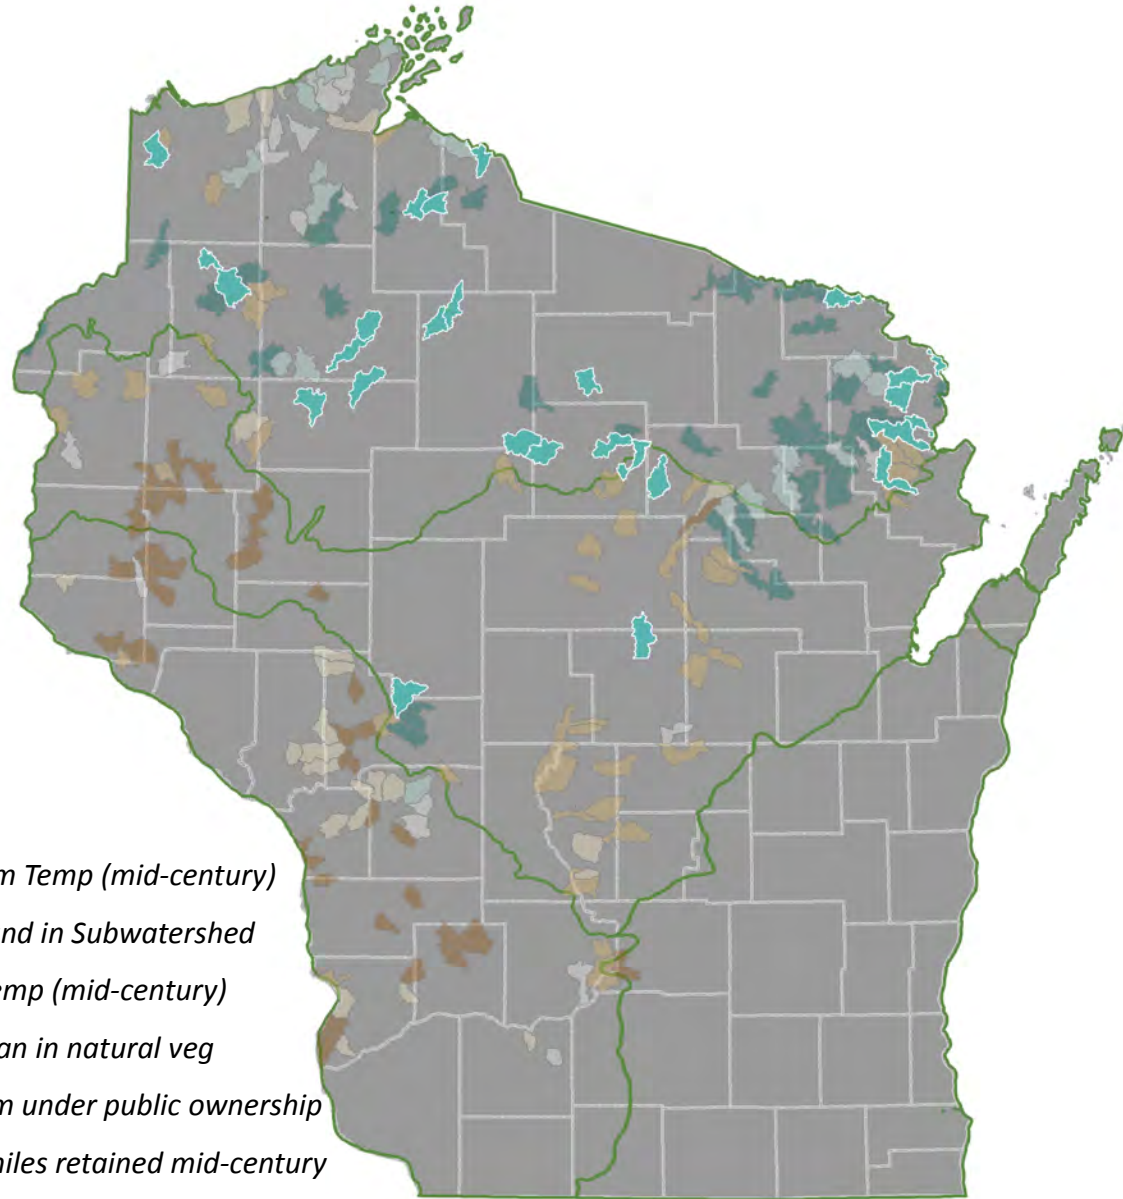 m Temp (mid-century)
nd in Subwatershed
emp (mid-century)
an in natural veg
m under public ownership
miles retained mid-century